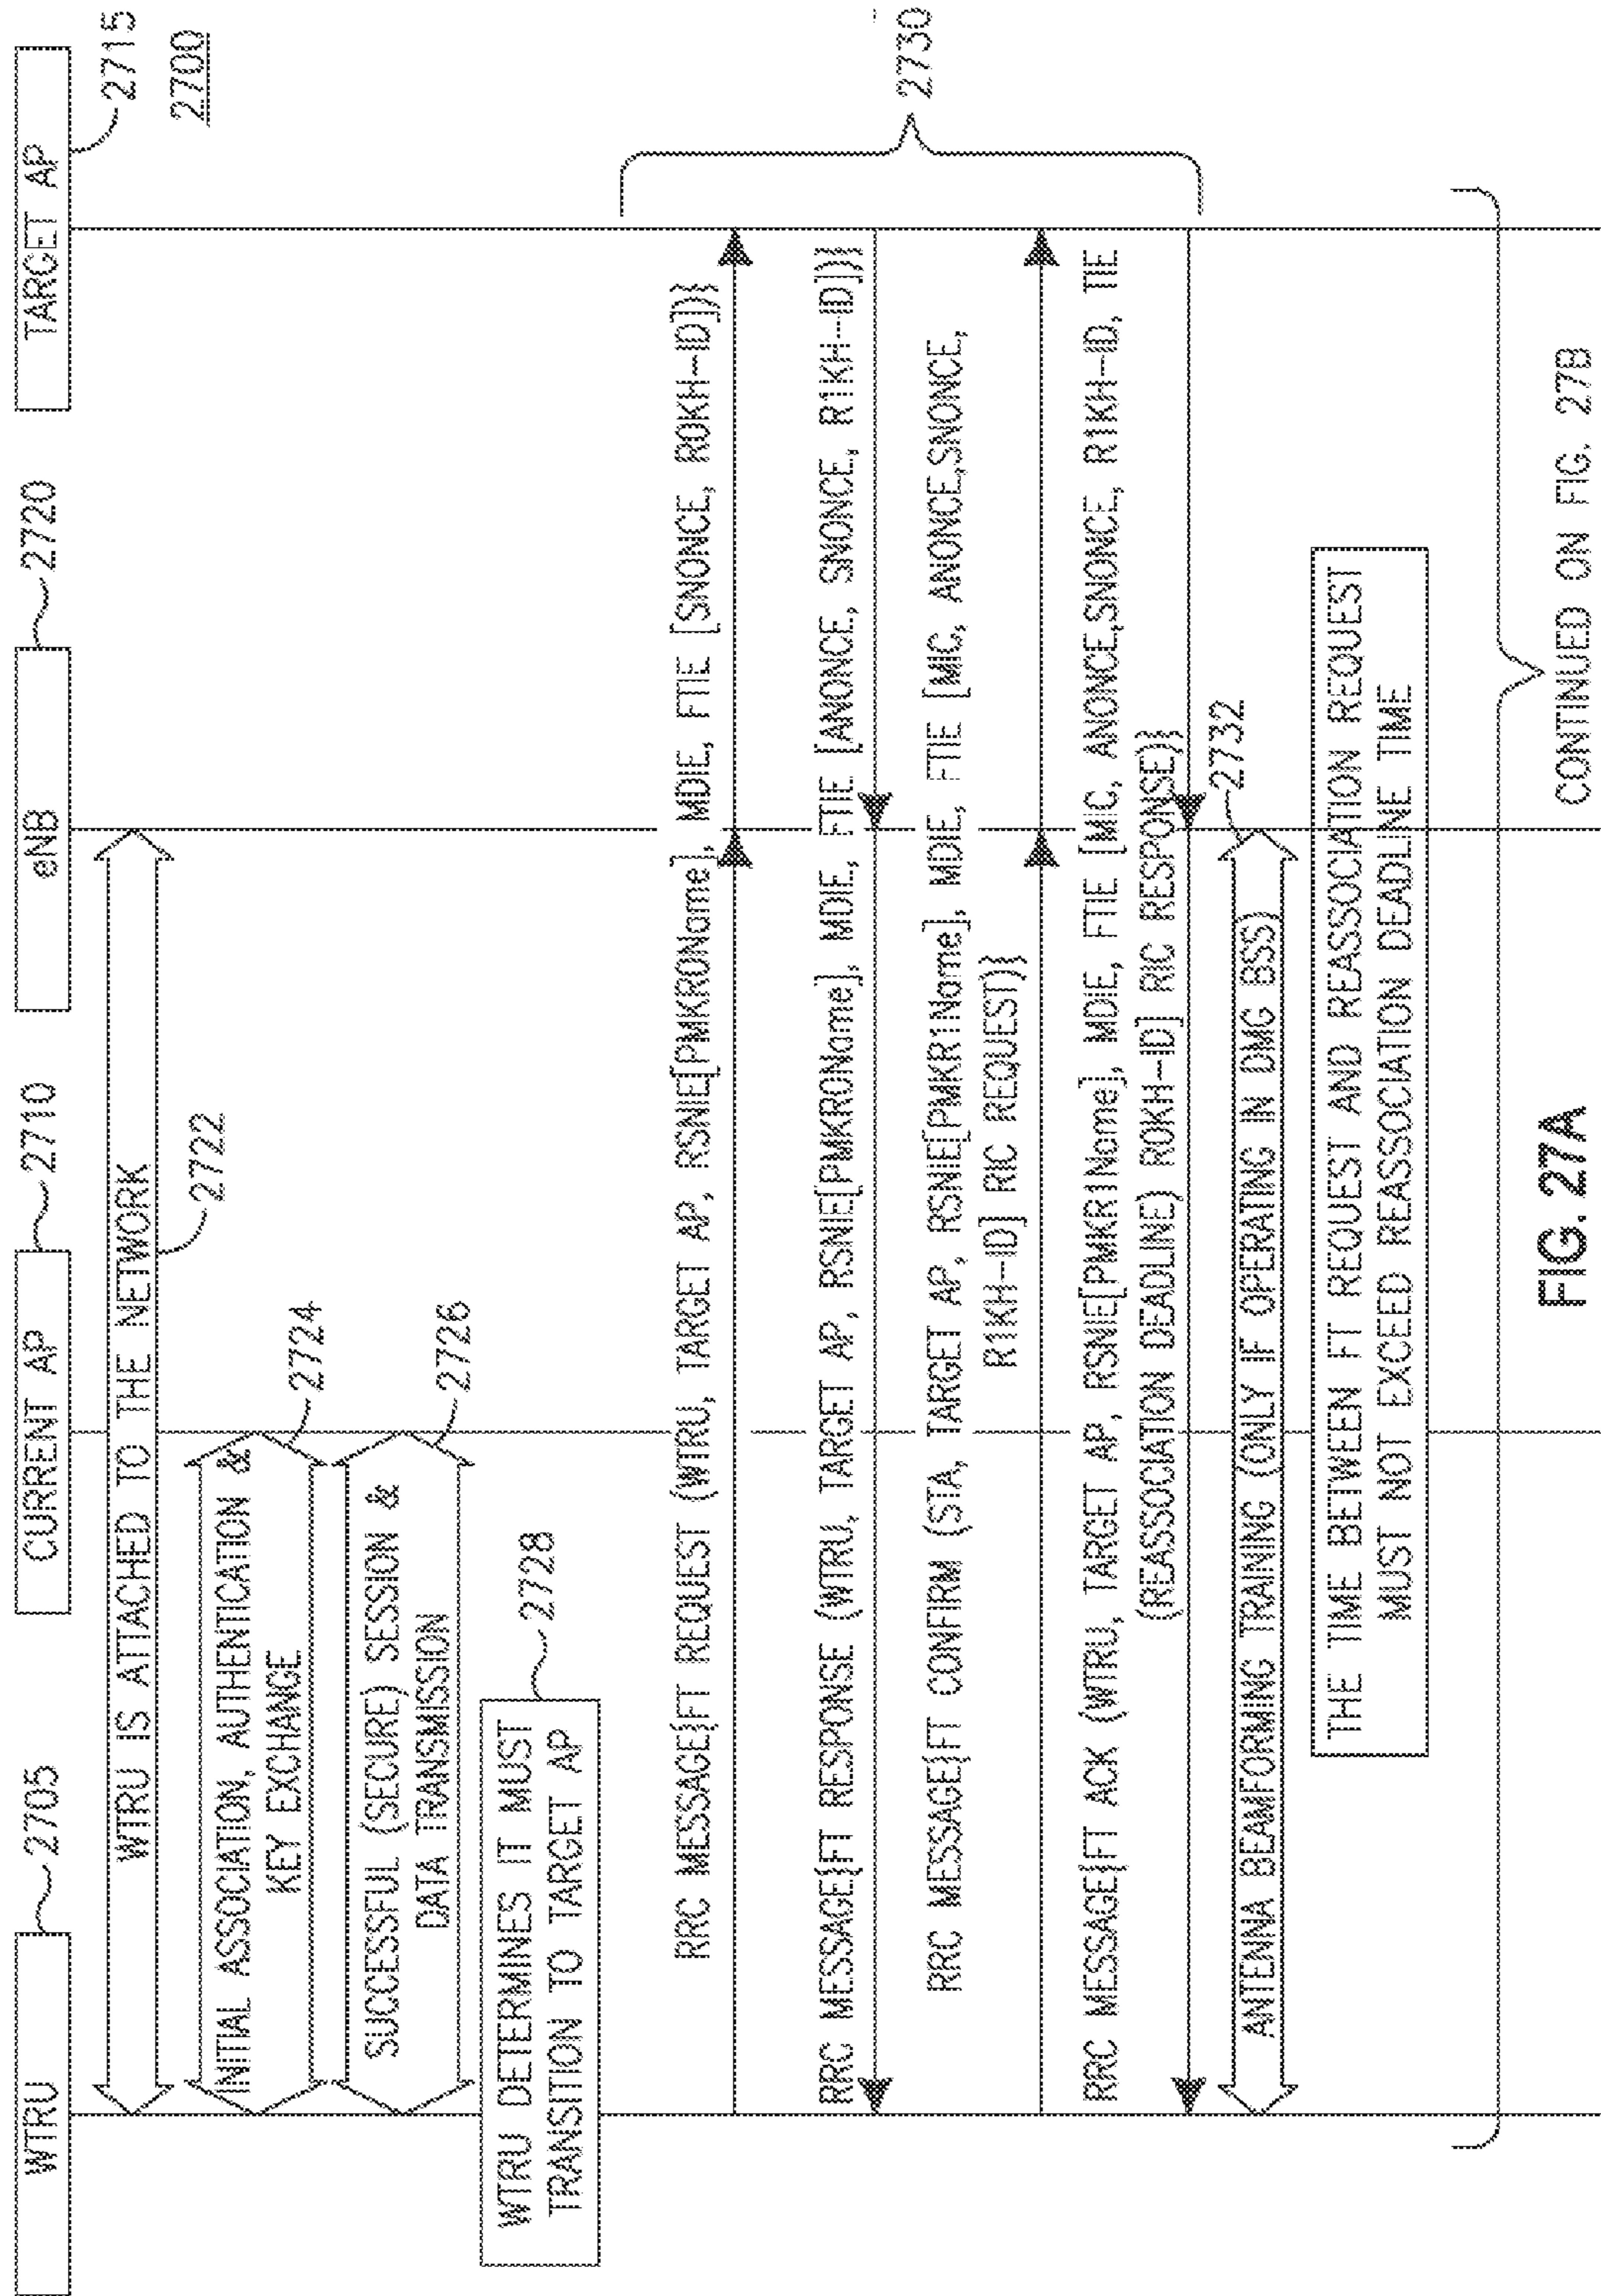 WTRU
2705
CURRENT AP
2710
eNB
2720
TARGET AP
2715
2700
WTRU IS ATTACHED TO THE NETWORK
2722
INITIAL ASSOCIATION, AUTHENTICATION &
KEY EXCHANGE
2724
SUCCESSFUL (SECURE) SESSION &
DATA TRANSMISSION
2726
WTRU DETERMINES IT MUST
TRANSITION TO TARGET AP
2728
RRC MESSAGE{FT REQUEST (WTRU, TARGET AP, RSNIE[PMKR0Name], MDIE, FTIE [SNONCE, R0KH-ID])}
RRC MESSAGE{FT RESPONSE (WTRU, TARGET AP, RSNIE[PMKR0Name], MDIE, FTIE [ANONCE, SNONCE, R1KH-ID])}
RRC MESSAGE{FT CONFIRM (STA, TARGET AP, RSNIE[PMKR1Name], MDIE, FTIE [MIC, ANONCE,SNONCE,
R1KH-ID] RIC REQUEST)}
RRC MESSAGE{FT ACK (WTRU, TARGET AP, RSNIE[PMKR1Name], MDIE, FTIE [MIC, ANONCE,SNONCE, R1KH-ID, TIE
(REASSOCIATION DEADLINE) R0KH-ID] RIC RESPONSE)}
2730
ANTENNA BEAMFORMING TRAINING (ONLY IF OPERATING IN DMG BSS)
2732
THE TIME BETWEEN FT REQUEST AND REASSOCIATION REQUEST
MUST NOT EXCEED REASSOCIATION DEADLINE TIME
CONTINUED ON FIG. 27B
FIG. 27A